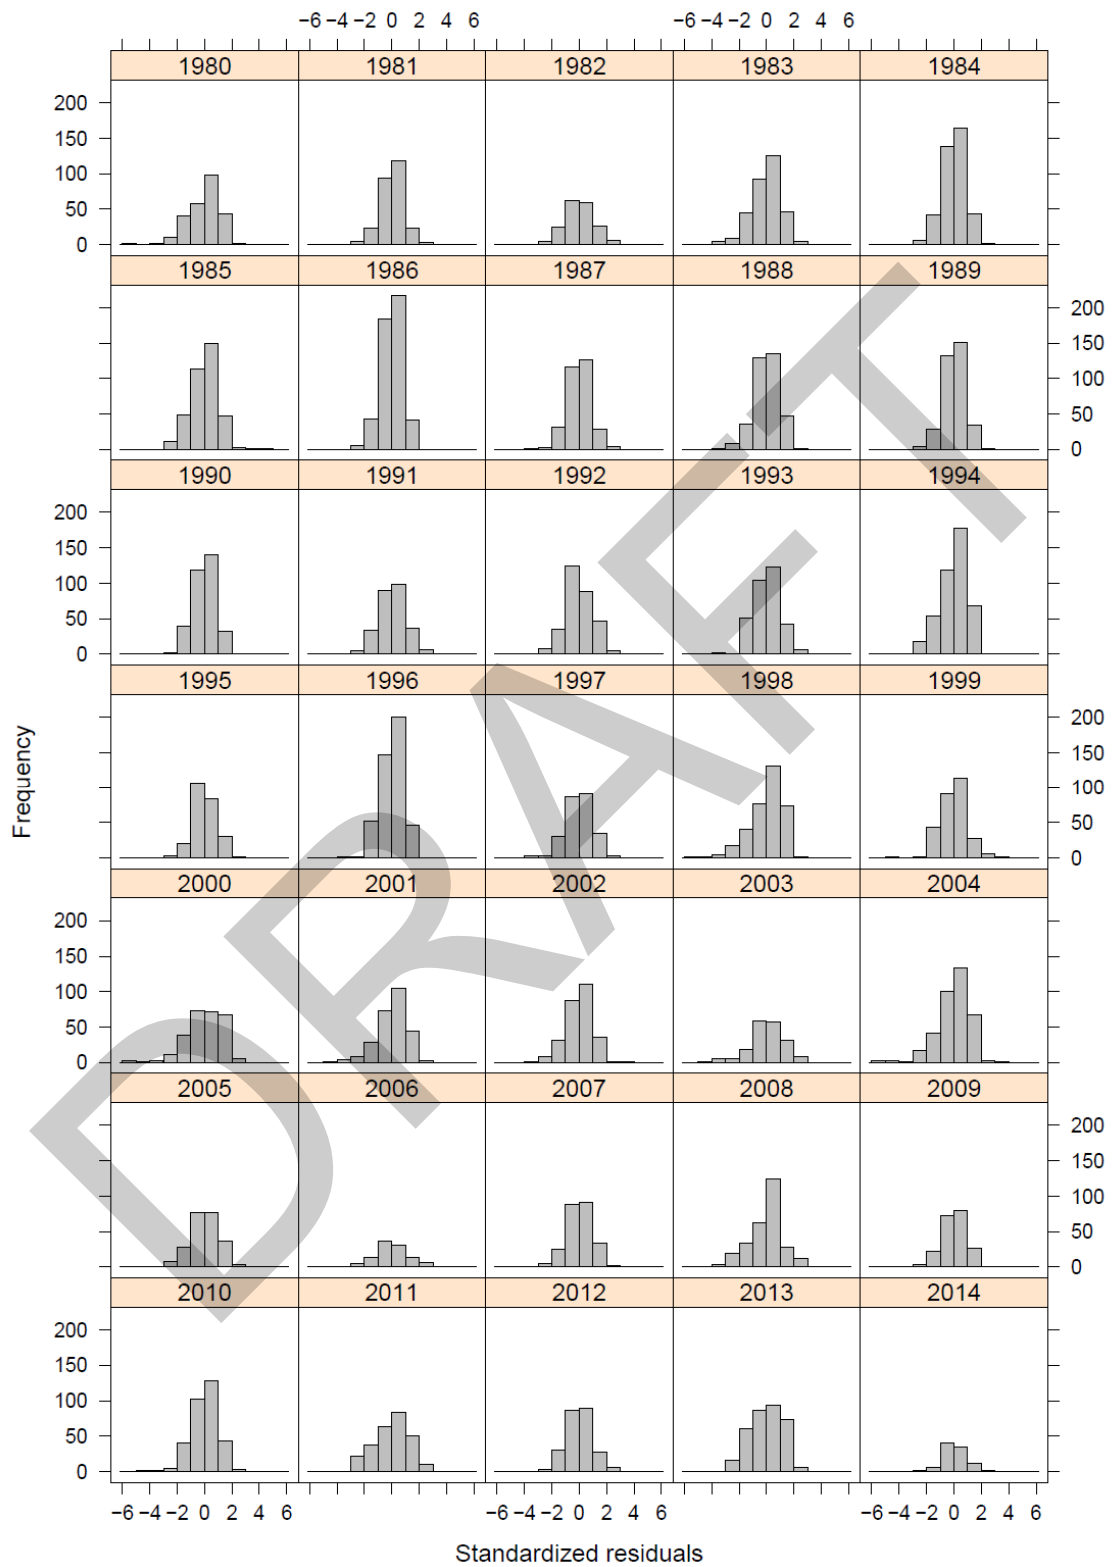 −6 −4 −2 0 2 4 6 −6 −4 −2 0 2 4 6
1980 1981 1982 1983 1984
200
150
100
50
0
1985 1986 1987 1988 1989
200
150
100
50
0
1990 1991 1992 1993 1994
200
150
100
50
0
1995 1996 1997 1998 1999
200
150
100
50
0
2000 2001 2002 2003 2004
200
150
100
50
0
2005 2006 2007 2008 2009
200
150
100
50
0
2010 2011 2012 2013 2014
200
150
100
50
0
−6 −4 −2 0 2 4 6 −6 −4 −2 0 2 4 6 −6 −4 −2 0 2 4 6
Frequency
Standardized residuals
DRAFT